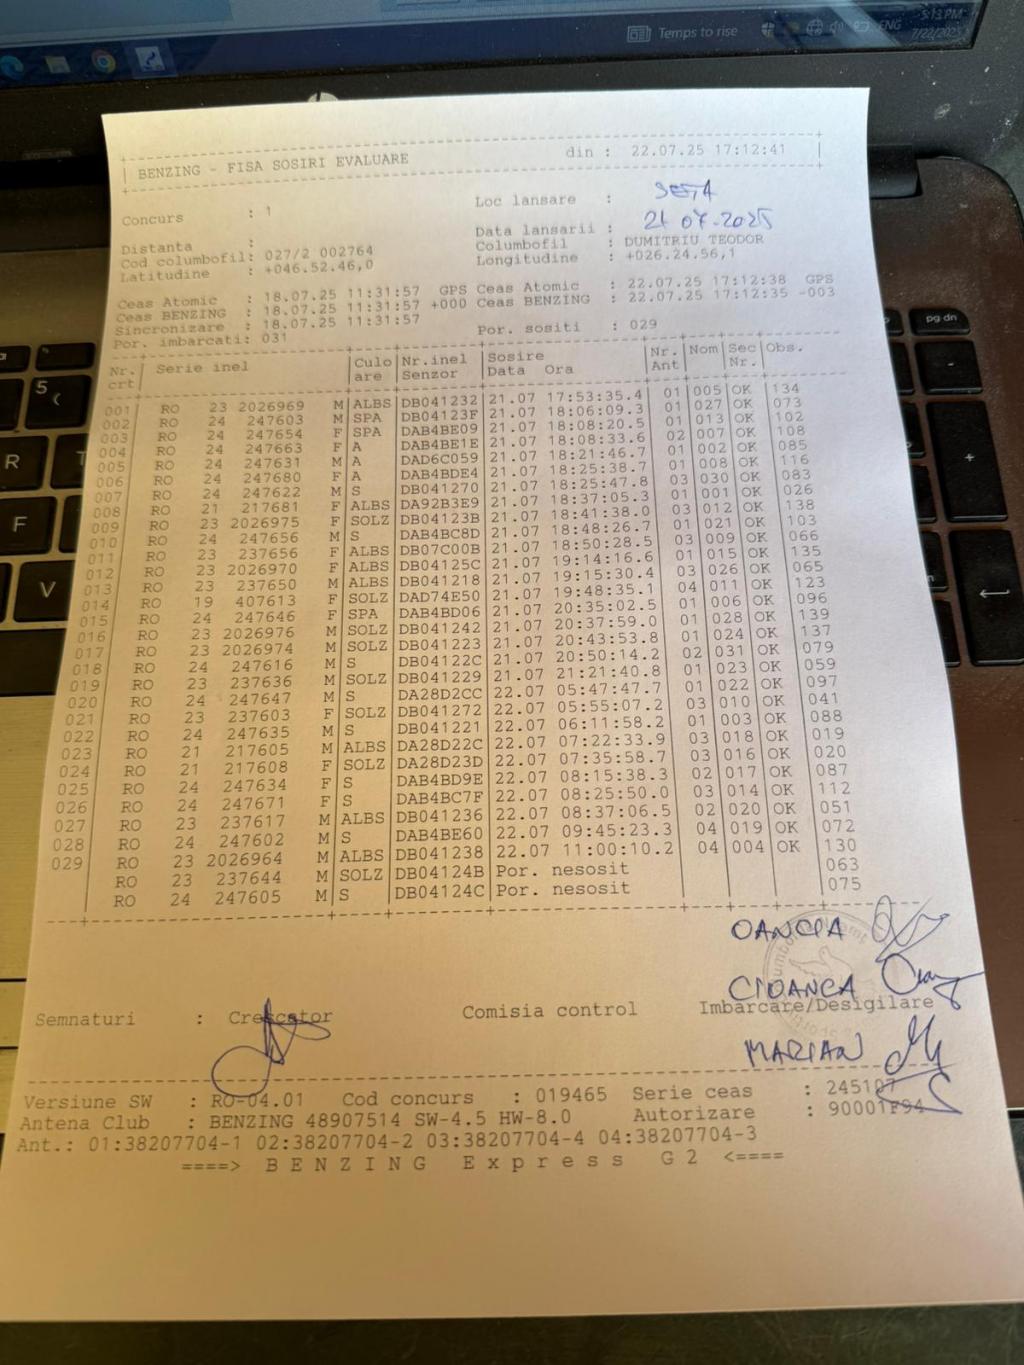 5:13 PM
Temps to rise ENG 7/22/2025
BENZING - FISA SOSIRI EVALUARE din : 22.07.25 17:12:41
Concurs : 1 Loc lansare : SETA
Data lansarii : 21 07-2025
Distanta : Columbofil : DUMITRIU TEODOR
Cod columbofil: 027/2 002764 Longitudine : +026.24.56,1
Latitudine : +046.52.46,0
Ceas Atomic : 18.07.25 11:31:57 GPS Ceas Atomic : 22.07.25 17:12:38 GPS
Ceas BENZING : 18.07.25 11:31:57 +000 Ceas BENZING : 22.07.25 17:12:35 -003
Sincronizare : 18.07.25 11:31:57
Por. imbarcati: 031 Por. sositi : 029
Nr. Serie inel Culo Nr.inel Sosire Nr. Nom Sec Obs.
crt are Senzor Data Ora Ant Nr.
001 RO 23 2026969 M ALBS DB041232 21.07 17:53:35.4 01 005 OK 134
002 RO 24 247603 M SPA DB04123F 21.07 18:06:09.3 01 027 OK 073
003 RO 24 247654 F SPA DAB4BE09 21.07 18:08:20.5 01 013 OK 102
004 RO 24 247663 F A DAB4BE1E 21.07 18:08:33.6 02 007 OK 108
005 RO 24 247631 M A DAD6C059 21.07 18:21:46.7 01 002 OK 085
006 RO 24 247680 F A DAB4BDE4 21.07 18:25:38.7 01 008 OK 116
007 RO 24 247622 M S DB041270 21.07 18:25:47.8 03 030 OK 083
008 RO 21 217681 F ALBS DA92B3E9 21.07 18:37:05.3 01 001 OK 026
009 RO 23 2026975 F SOLZ DB04123B 21.07 18:41:38.0 03 012 OK 138
010 RO 24 247656 M S DAB4BC8D 21.07 18:48:26.7 01 021 OK 103
011 RO 23 237656 F ALBS DB07C00B 21.07 18:50:28.5 03 009 OK 066
012 RO 23 2026970 F ALBS DB04125C 21.07 19:14:16.6 01 015 OK 135
013 RO 23 237650 M ALBS DB041218 21.07 19:15:30.4 03 026 OK 065
014 RO 19 407613 F SOLZ DAD74E50 21.07 19:48:35.1 04 011 OK 123
015 RO 24 247646 F SPA DAB4BD06 21.07 20:35:02.5 01 006 OK 096
016 RO 23 2026976 M SOLZ DB041242 21.07 20:37:59.0 01 028 OK 139
017 RO 23 2026974 M SOLZ DB041223 21.07 20:43:53.8 01 024 OK 137
018 RO 24 247616 M S DB04122C 21.07 20:50:14.2 02 031 OK 079
019 RO 23 237636 M SOLZ DB041229 21.07 21:21:40.8 01 023 OK 059
020 RO 24 247647 M S DA28D2CC 22.07 05:47:47.7 01 022 OK 097
021 RO 23 237603 F SOLZ DB041272 22.07 05:55:07.2 03 010 OK 041
022 RO 24 247635 M S DB041221 22.07 06:11:58.2 01 003 OK 088
023 RO 21 217605 M ALBS DA28D22C 22.07 07:22:33.9 03 018 OK 019
024 RO 21 217608 F SOLZ DA28D23D 22.07 07:35:58.7 03 016 OK 020
025 RO 24 247634 F S DAB4BD9E 22.07 08:15:38.3 02 017 OK 087
026 RO 24 247671 F S DAB4BC7F 22.07 08:25:50.0 03 014 OK 112
027 RO 23 237617 M ALBS DB041236 22.07 08:37:06.5 02 020 OK 051
028 RO 24 247602 M S DAB4BE60 22.07 09:45:23.3 04 019 OK 072
029 RO 23 2026964 M ALBS DB041238 22.07 11:00:10.2 04 004 OK 130
RO 23 237644 M SOLZ DB04124B Por. nesosit 063
RO 24 247605 M S DB04124C Por. nesosit 075
OANCIA
CIOANCA
Semnaturi : Crescator Comisia control Imbarcare/Desigilare
MARIAN
Versiune SW : RO-04.01 Cod concurs : 019465 Serie ceas : 245107
Antena Club : BENZING 48907514 SW-4.5 HW-8.0 Autorizare : 90001F94
Ant.: 01:38207704-1 02:38207704-2 03:38207704-4 04:38207704-3
====> BENZING Express G2 <====
pg dn
5
R
F
V